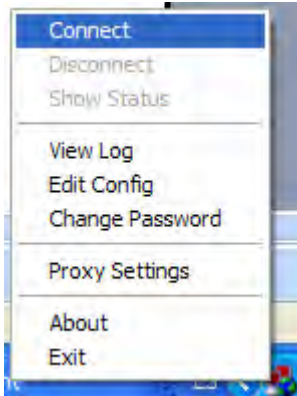 Connect
Disconnect
Show Status
View Log
Edit Config
Change Password
Proxy Settings
About
Exit